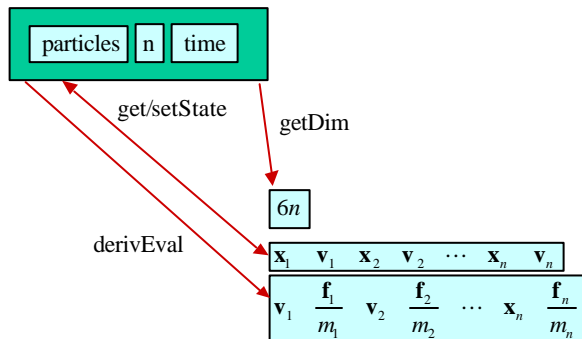 particles n time
get/setState
getDim
6n
derivEval
x₁ v₁ x₂ v₂ ⋯ xₙ vₙ
v₁ f₁/m₁ v₂ f₂/m₂ ⋯ xₙ fₙ/mₙ